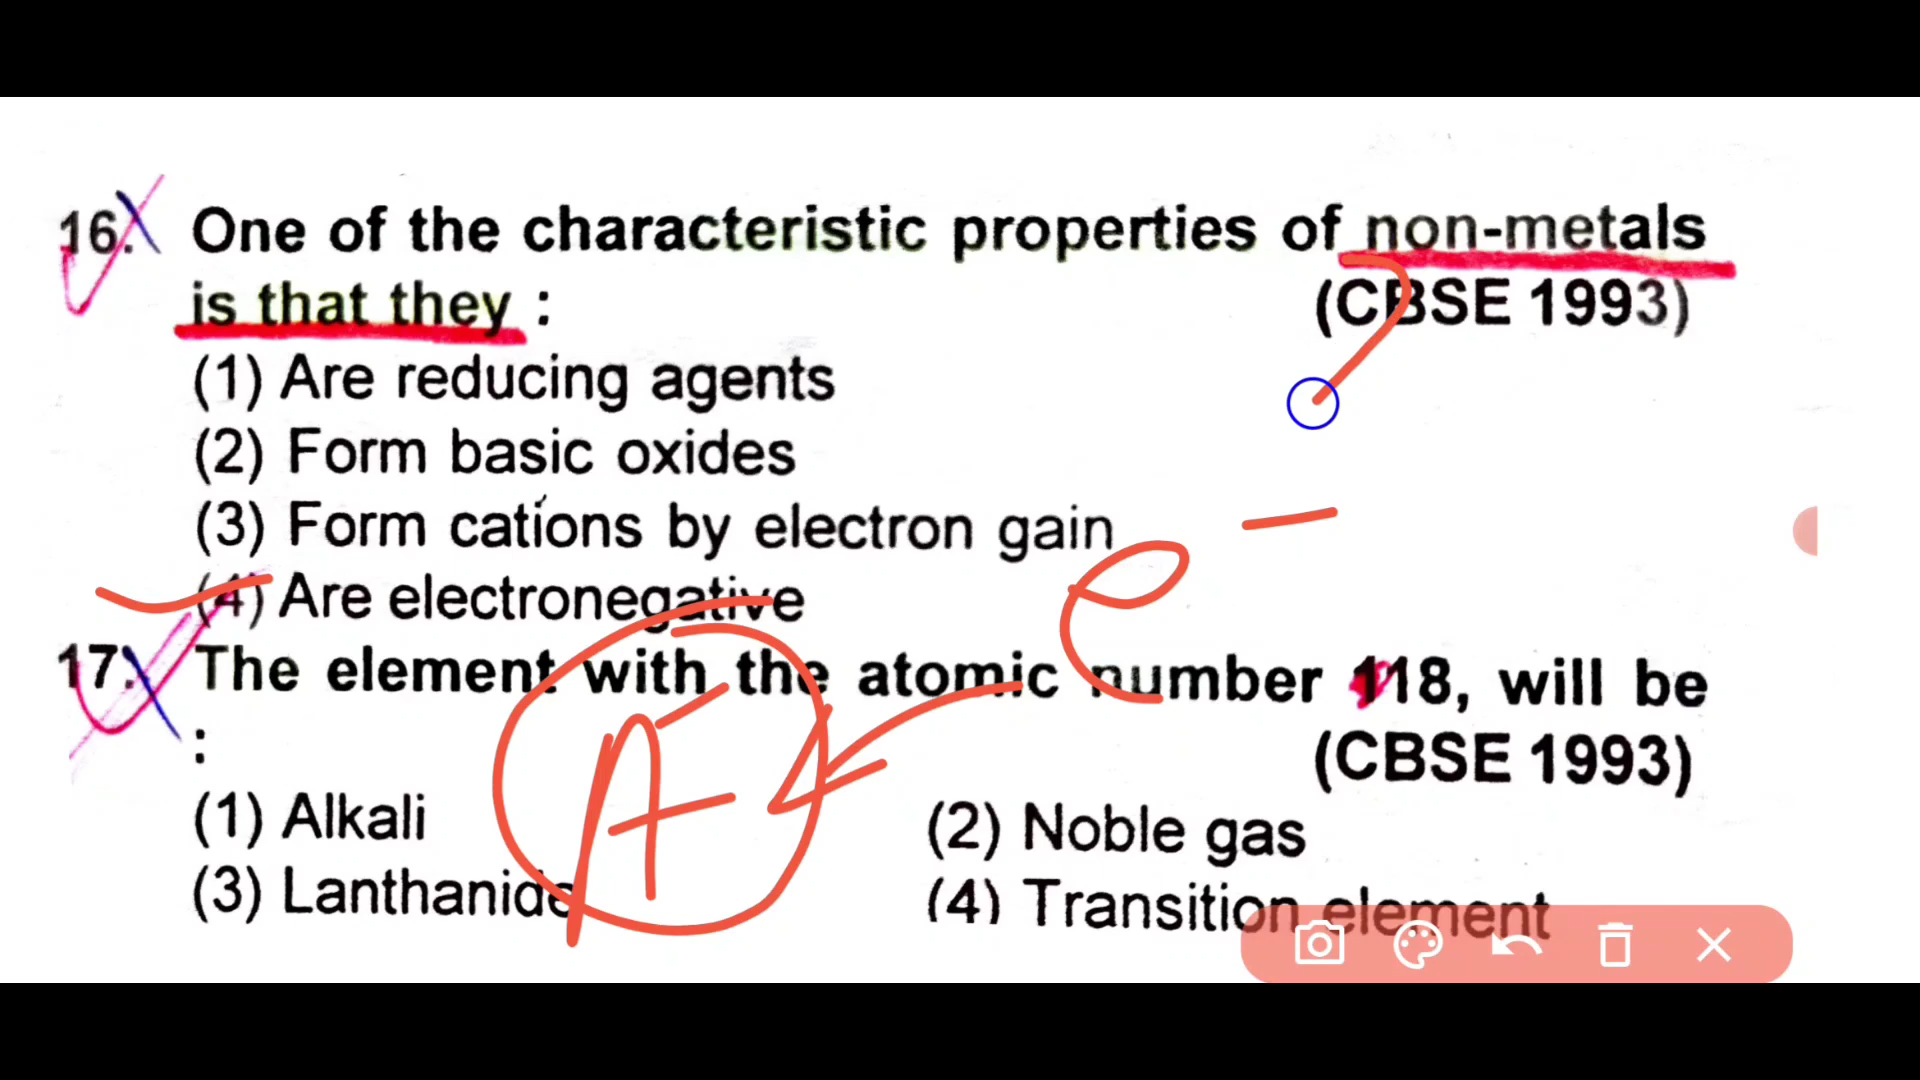 16. One of the characteristic properties of non-metals
is that they :
(CBSE 1993)
(1) Are reducing agents
(2) Form basic oxides
(3) Form cations by electron gain
(4) Are electronegative
e -
17. The element with the atomic number 118, will be
:
(CBSE 1993)
A -
(1) Alkali
(2) Noble gas
(3) Lanthanide
(4) Transition element